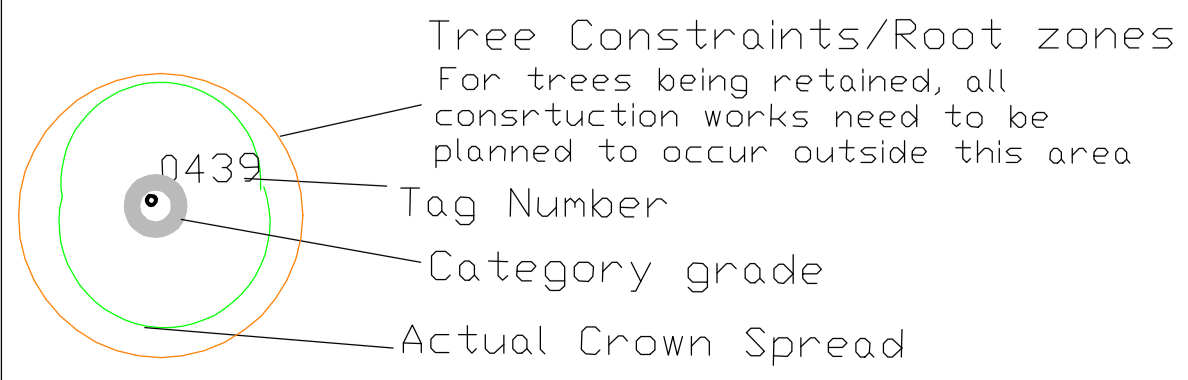 Tree Constraints/Root zones
For trees being retained, all
consrtuction works need to be
planned to occur outside this area
0439
Tag Number
Category grade
Actual Crown Spread